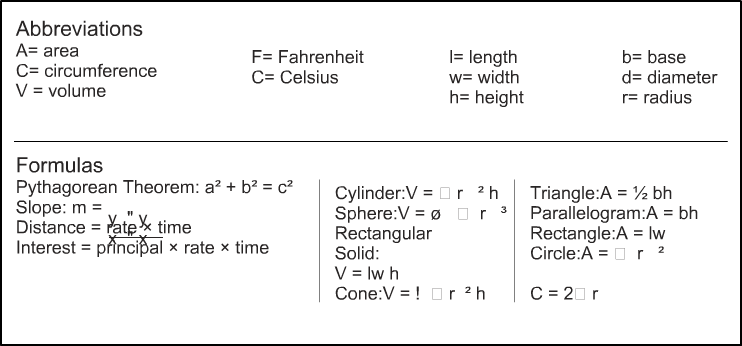 Abbreviations
A= area
C= circumference
V = volume
F= Fahrenheit
C= Celsius
l= length
w= width
h= height
b= base
d= diameter
r= radius
Formulas
Pythagorean Theorem: a² + b² = c²
Slope: m =
y " y
x " x
Distance = rate × time
Interest = principal × rate × time
Cylinder:V = □ r ² h
Sphere:V = ø □ r ³
Rectangular
Solid:
V = lw h
Cone:V = ! □ r ² h
Triangle:A = ½ bh
Parallelogram:A = bh
Rectangle:A = lw
Circle:A = □ r ²
C = 2□ r